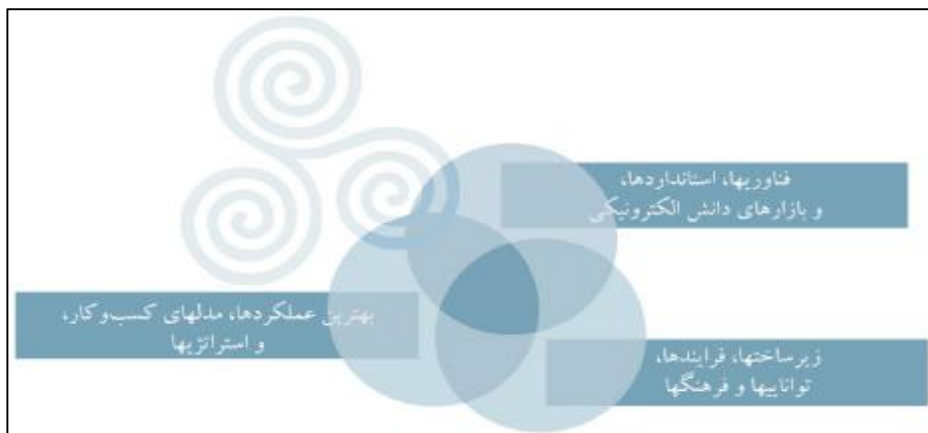 فناوریها، استانداردها،
و بازارهای دانش الکترونیکی
بهترین عملکردها، مدلهای کسب‌وکار،
و استراتژیها
زیرساختها، فرایندها،
تواناییها و فرهنگها